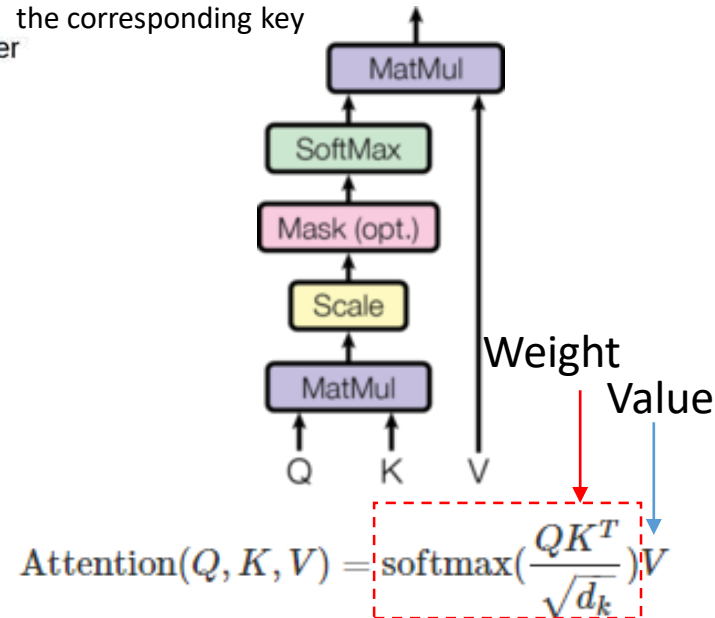 the corresponding key
er
MatMul
SoftMax
Mask (opt.)
Scale
MatMul
Weight
Value
Q K V
Attention(Q, K, V) = softmax(QK^T / √d_k)V